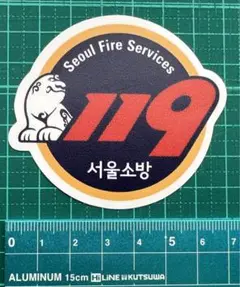 Seoul Fire Services
119
서울소방
0 1 2 3 4 5 6 7
ALUMINUM 15cm Hi LINE KUTSUWA